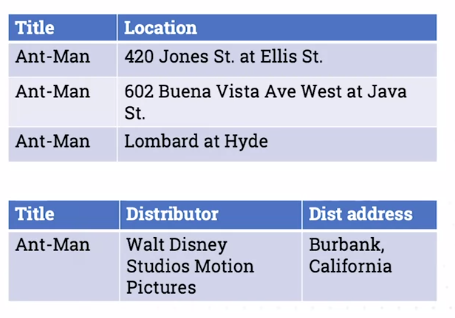 Title Location
Ant-Man 420 Jones St. at Ellis St.
Ant-Man 602 Buena Vista Ave West at Java
St.
Ant-Man Lombard at Hyde
Title Distributor Dist address
Ant-Man Walt Disney Burbank,
Studios Motion California
Pictures